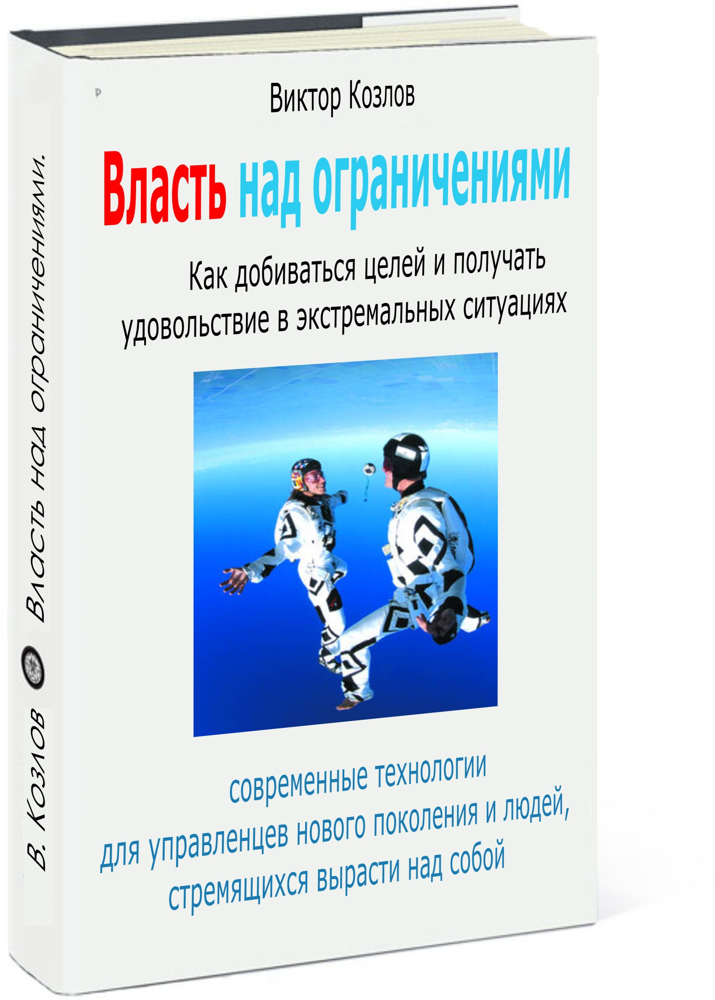 Виктор Козлов
Власть над ограничениями
Как добиваться целей и получать
удовольствие в экстремальных ситуациях
современные технологии
для управленцев нового поколения и людей,
стремящихся вырасти над собой
В. Козлов Власть над ограничениями.
Р